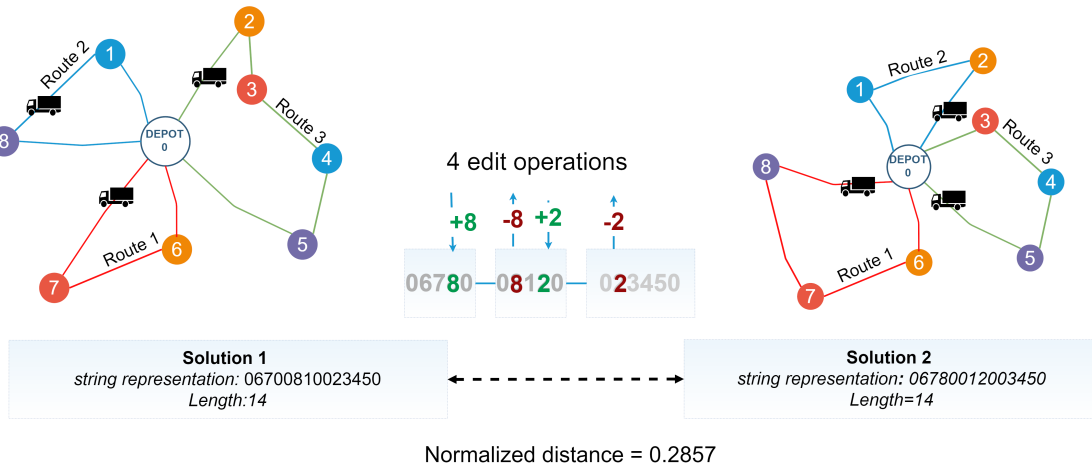 Route 2
1
8
DEPOT
0
2
3
Route 3
4
5
Route 1
6
7
4 edit operations
+8
-8
+2
-2
06780
08120
023450
Route 2
1
2
DEPOT
0
3
Route 3
4
5
8
Route 1
6
7
Solution 1
string representation: 06700810023450
Length:14
Solution 2
string representation: 06780012003450
Length=14
Normalized distance = 0.2857